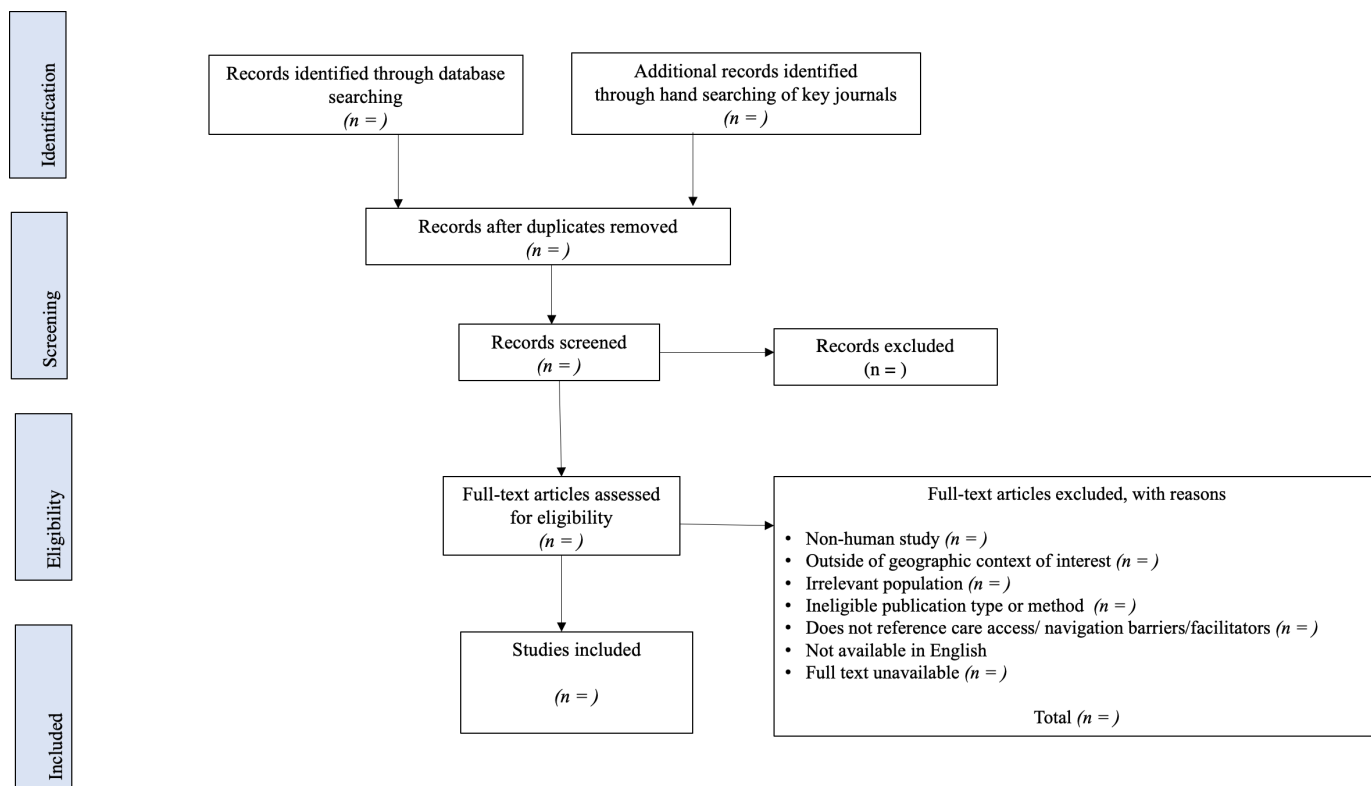 Identification
Records identified through database
searching
(n = )
Additional records identified
through hand searching of key journals
(n = )
Screening
Records after duplicates removed
(n = )
Records screened
(n = )
Records excluded
(n = )
Eligibility
Full-text articles assessed
for eligibility
(n = )
Full-text articles excluded, with reasons
• Non-human study (n = )
• Outside of geographic context of interest (n = )
• Irrelevant population (n = )
• Ineligible publication type or method (n = )
• Does not reference care access/ navigation barriers/facilitators (n = )
• Not available in English
• Full text unavailable (n = )
Total (n = )
Included
Studies included
(n = )